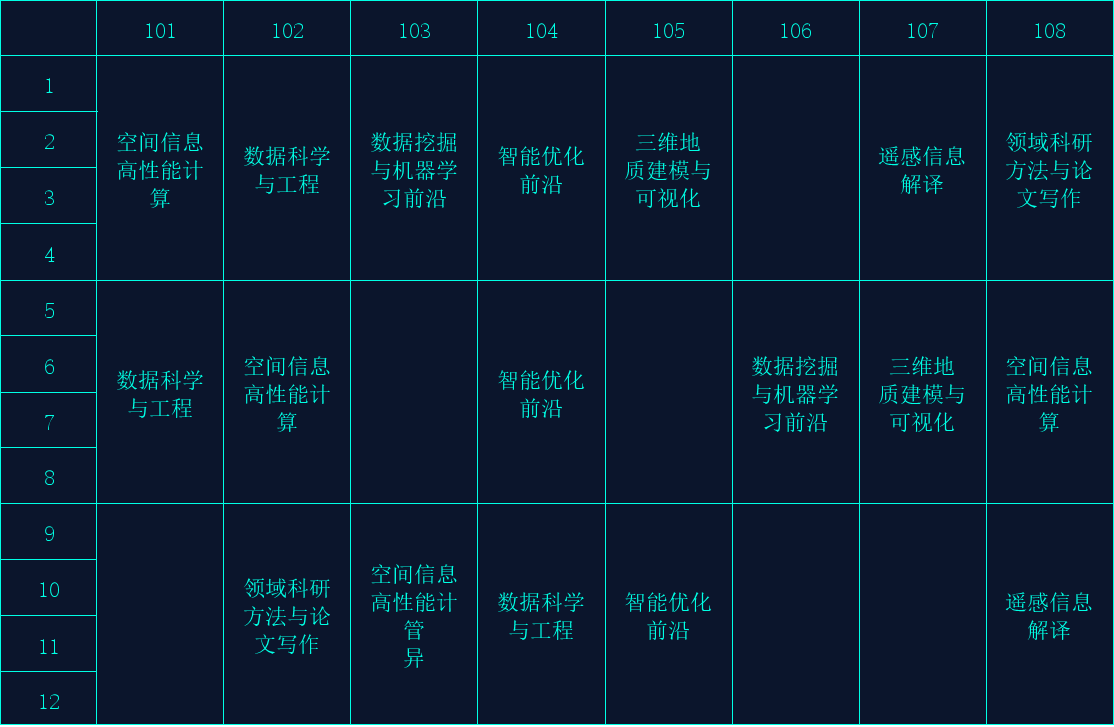 101 102 103 104 105 106 107 108
1
2
3
4
空间信息
高性能计
算
数据科学
与工程
数据挖掘
与机器学
习前沿
智能优化
前沿
三维地
质建模与
可视化
遥感信息
解译
领域科研
方法与论
文写作
5
6
7
8
数据科学
与工程
空间信息
高性能计
算
智能优化
前沿
数据挖掘
与机器学
习前沿
三维地
质建模与
可视化
空间信息
高性能计
算
9
10
11
12
领域科研
方法与论
文写作
空间信息
高性能计
管
异
数据科学
与工程
智能优化
前沿
遥感信息
解译